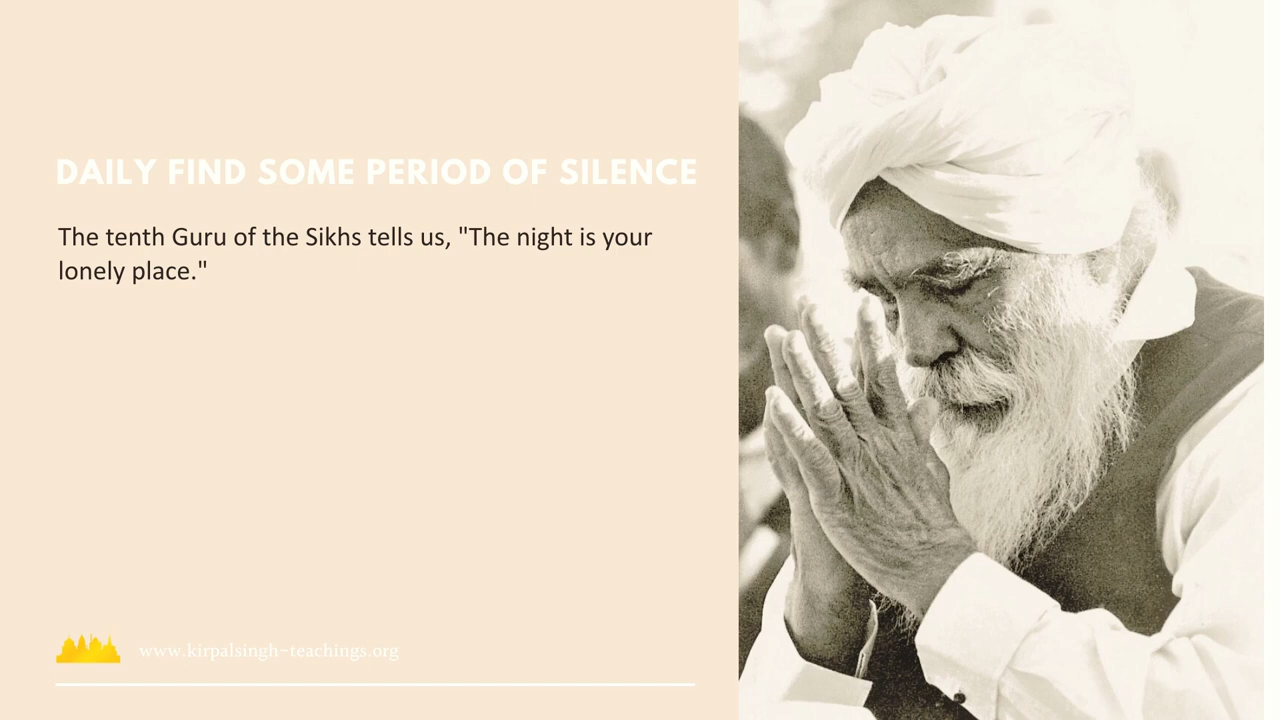 DAILY FIND SOME PERIOD OF SILENCE
The tenth Guru of the Sikhs tells us, "The night is your
lonely place."
www.kirpalsingh-teachings.org